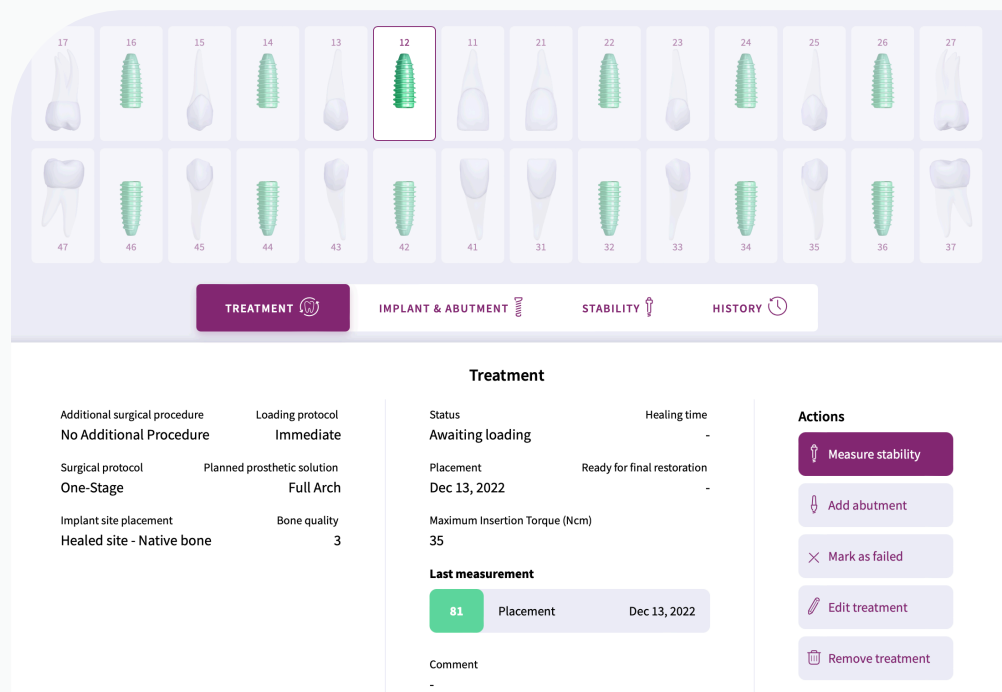 17 16 15 14 13 12 11 21 22 23 24 25 26 27
47 46 45 44 43 42 41 31 32 33 34 35 36 37
TREATMENT IMPLANT & ABUTMENT STABILITY HISTORY
Treatment
Additional surgical procedure Loading protocol
No Additional Procedure Immediate
Surgical protocol Planned prosthetic solution
One-Stage Full Arch
Implant site placement Bone quality
Healed site - Native bone 3
Status Healing time
Awaiting loading -
Placement Ready for final restoration
Dec 13, 2022 -
Maximum Insertion Torque (Ncm)
35
Last measurement
81 Placement Dec 13, 2022
Comment
-
Actions
Measure stability
Add abutment
Mark as failed
Edit treatment
Remove treatment